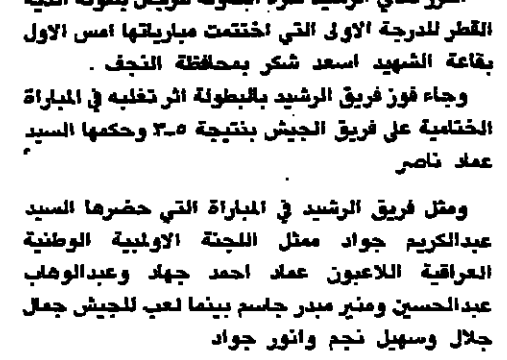 القطر للدرجة الاولى التي اختتمت مبارياتها امس الاول
بقاعة الشهيد اسعد شكر بمحافظة النجف .
وجاء فوز فريق الرشيد بالبطولة اثر تغلبه في المباراة
الختامية على فريق الجيش بنتيجة ٥-٣ وحكمها السيد
عماد ناصر
ومثل فريق الرشيد في المباراة التي حضرها السيد
عبدالكريم جواد ممثل اللجنة الاولمبية الوطنية
العراقية اللاعبون عماد احمد جهاد وعبدالوهاب
عبدالحسين ومنير مبدر جاسم بينما لعب للجيش جمال
جلال وسهيل نجم وانور جواد